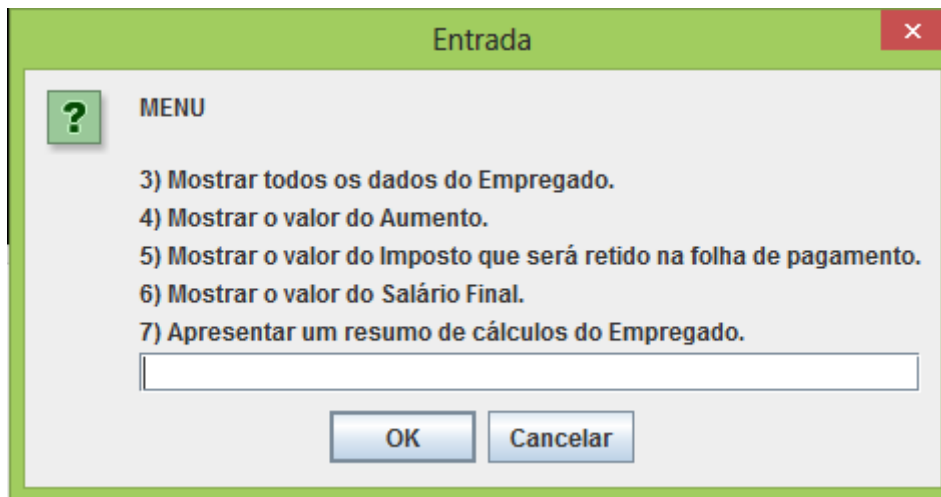 Entrada
MENU
3) Mostrar todos os dados do Empregado.
4) Mostrar o valor do Aumento.
5) Mostrar o valor do Imposto que será retido na folha de pagamento.
6) Mostrar o valor do Salário Final.
7) Apresentar um resumo de cálculos do Empregado.
OK
Cancelar